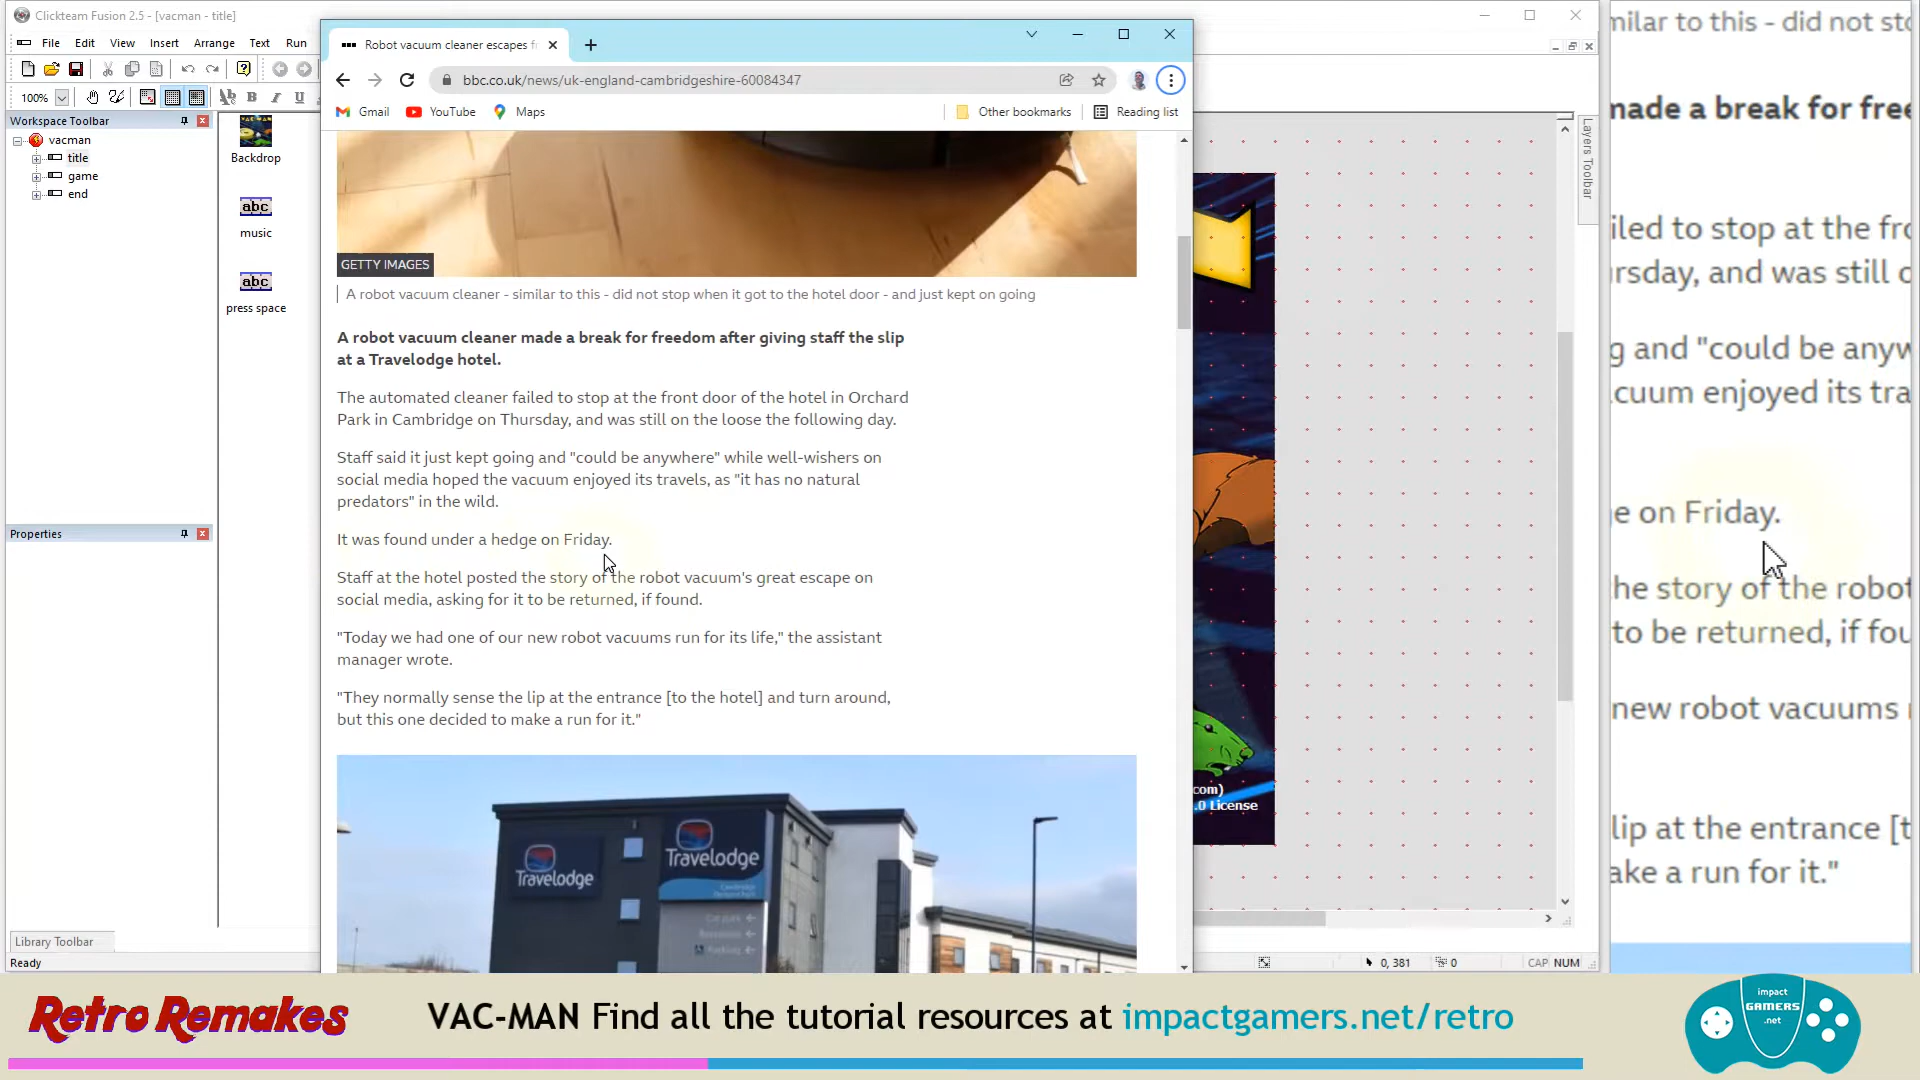 Clickteam Fusion 2.5 - [vacman - title]
File Edit View Insert Arrange Text Run
100%
B I U
Workspace Toolbar
vacman
title
game
end
Properties
Library Toolbar
Ready
Backdrop
abc
music
abc
press space
Robot vacuum cleaner escapes f
bbc.co.uk/news/uk-england-cambridgeshire-60084347
Gmail YouTube Maps Other bookmarks Reading list
GETTY IMAGES
A robot vacuum cleaner - similar to this - did not stop when it got to the hotel door - and just kept on going
A robot vacuum cleaner made a break for freedom after giving staff the slip
at a Travelodge hotel.
The automated cleaner failed to stop at the front door of the hotel in Orchard
Park in Cambridge on Thursday, and was still on the loose the following day.
Staff said it just kept going and "could be anywhere" while well-wishers on
social media hoped the vacuum enjoyed its travels, as "it has no natural
predators" in the wild.
It was found under a hedge on Friday.
Staff at the hotel posted the story of the robot vacuum's great escape on
social media, asking for it to be returned, if found.
"Today we had one of our new robot vacuums run for its life," the assistant
manager wrote.
"They normally sense the lip at the entrance [to the hotel] and turn around,
but this one decided to make a run for it."
Travelodge
Travelodge
com)
.0 License
Layers Toolbar
0, 381
0
CAP NUM
milar to this - did not sto
made a break for free
iled to stop at the fro
rsday, and was still o
g and "could be anyw
cuum enjoyed its tra
ge on Friday.
he story of the robot
to be returned, if fou
new robot vacuums
lip at the entrance [t
ake a run for it."
Retro Remakes
VAC-MAN Find all the tutorial resources at impactgamers.net/retro
impact
GAMERS
.net